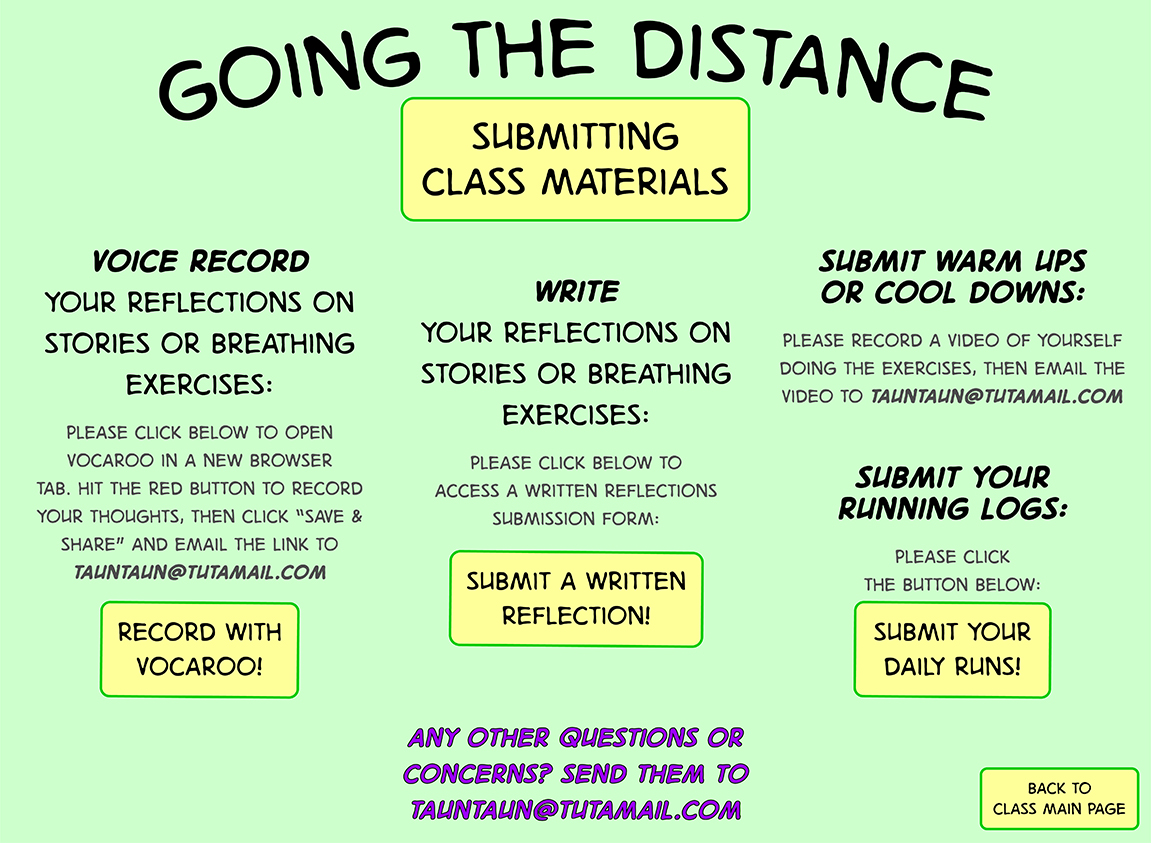 GOING THE DISTANCE
SUBMITTING
CLASS MATERIALS
VOICE RECORD
YOUR REFLECTIONS ON
STORIES OR BREATHING
EXERCISES:
PLEASE CLICK BELOW TO OPEN
VOCAROO IN A NEW BROWSER
TAB. HIT THE RED BUTTON TO RECORD
YOUR THOUGHTS, THEN CLICK “SAVE &
SHARE” AND EMAIL THE LINK TO
TAUNTAUN@TUTAMAIL.COM
RECORD WITH
VOCAROO!
WRITE
YOUR REFLECTIONS ON
STORIES OR BREATHING
EXERCISES:
PLEASE CLICK BELOW TO
ACCESS A WRITTEN REFLECTIONS
SUBMISSION FORM:
SUBMIT A WRITTEN
REFLECTION!
SUBMIT WARM UPS
OR COOL DOWNS:
PLEASE RECORD A VIDEO OF YOURSELF
DOING THE EXERCISES, THEN EMAIL THE
VIDEO TO TAUNTAUN@TUTAMAIL.COM
SUBMIT YOUR
RUNNING LOGS:
PLEASE CLICK
THE BUTTON BELOW:
SUBMIT YOUR
DAILY RUNS!
ANY OTHER QUESTIONS OR
CONCERNS? SEND THEM TO
TAUNTAUN@TUTAMAIL.COM
BACK TO
CLASS MAIN PAGE